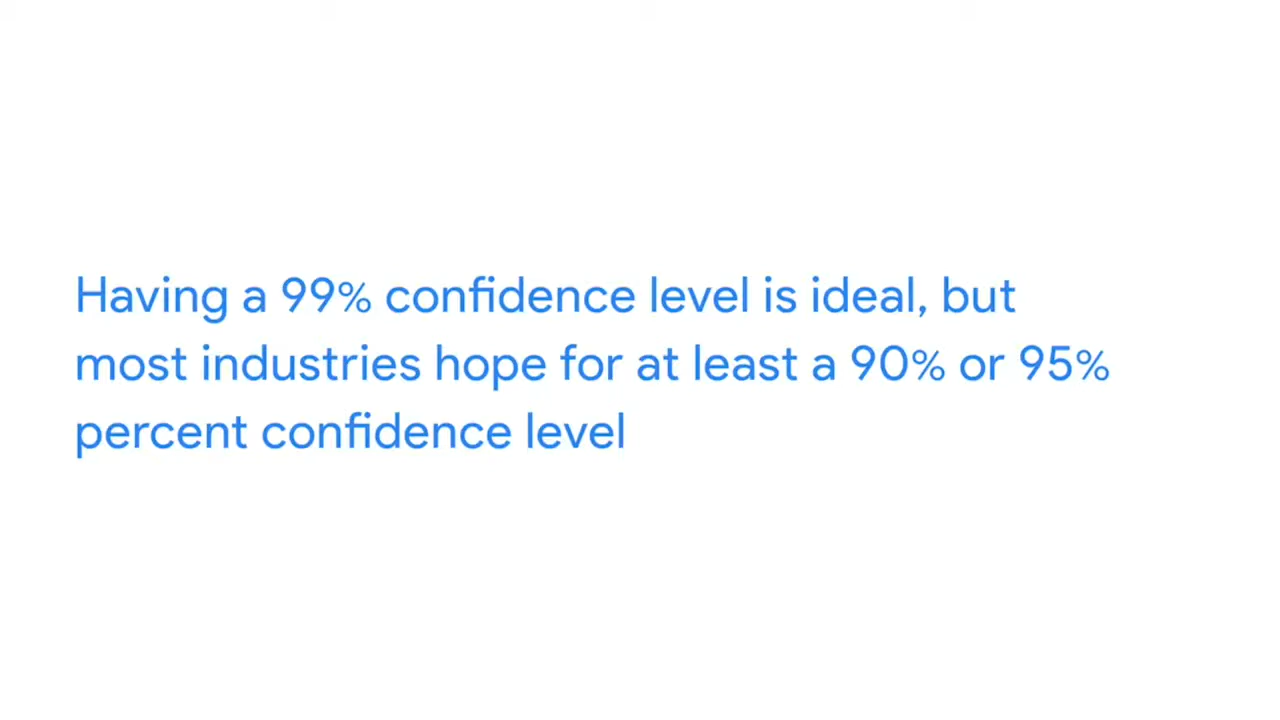 Having a 99% confidence level is ideal, but
most industries hope for at least a 90% or 95%
percent confidence level